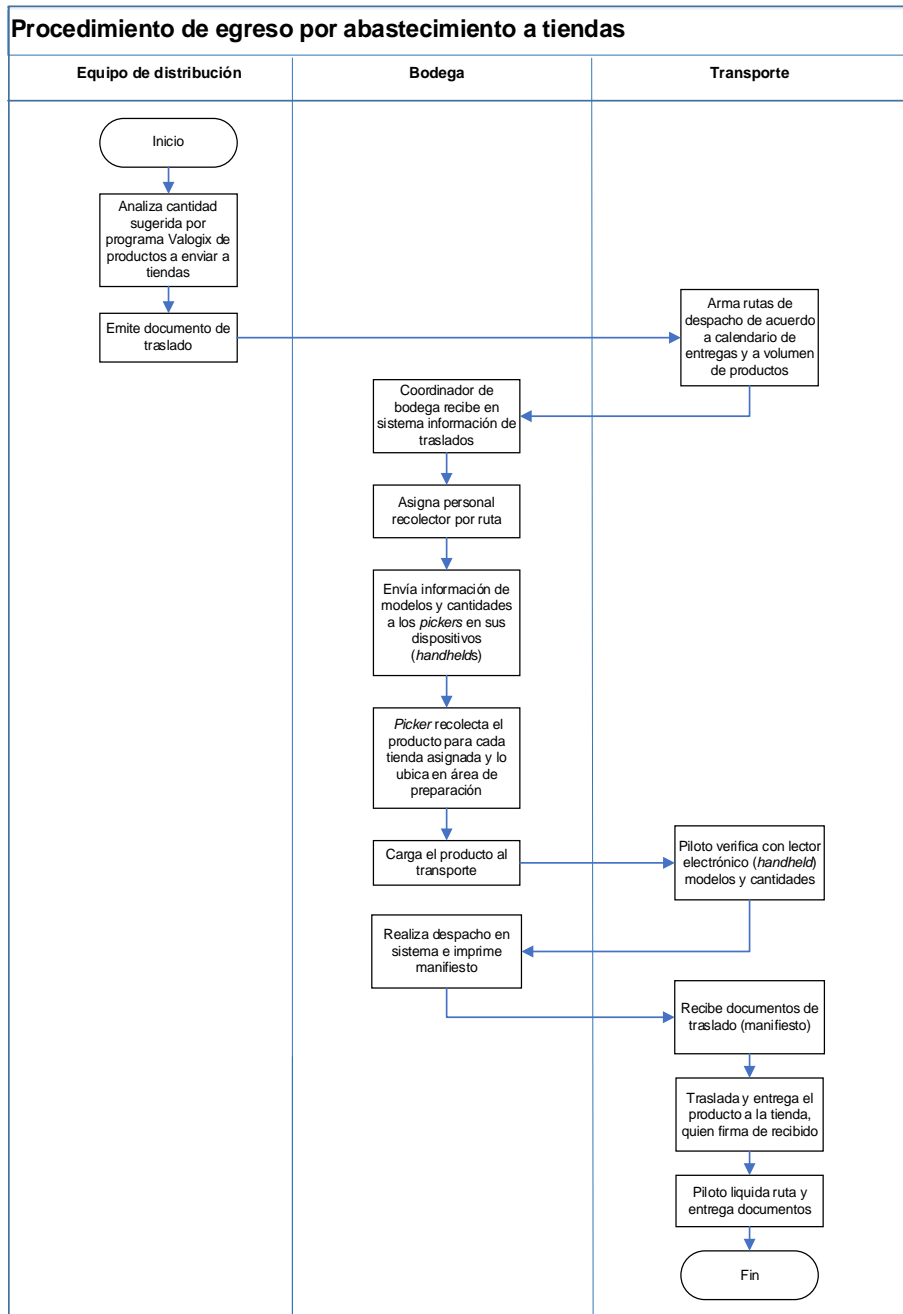 Procedimiento de egreso por abastecimiento a tiendas
Equipo de distribución
Bodega
Transporte
Inicio
Analiza cantidad
sugerida por
programa Valogix de
productos a enviar a
tiendas
Emite documento de
traslado
Arma rutas de
despacho de acuerdo
a calendario de
entregas y a volumen
de productos
Coordinador de
bodega recibe en
sistema información de
traslados
Asigna personal
recolector por ruta
Envía información de
modelos y cantidades
a los pickers en sus
dispositivos
(handhelds)
Picker recolecta el
producto para cada
tienda asignada y lo
ubica en área de
preparación
Carga el producto al
transporte
Piloto verifica con lector
electrónico (handheld)
modelos y cantidades
Realiza despacho en
sistema e imprime
manifiesto
Recibe documentos de
traslado (manifiesto)
Traslada y entrega el
producto a la tienda,
quien firma de recibido
Piloto liquida ruta y
entrega documentos
Fin